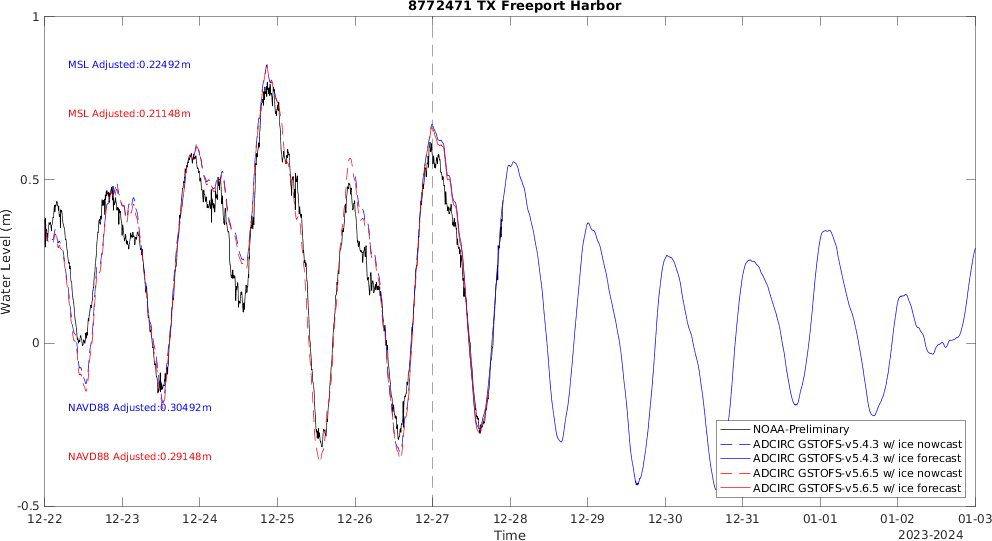 8772471 TX Freeport Harbor
1
0.5
0
-0.5
Water Level (m)
MSL Adjusted:0.22492m
MSL Adjusted:0.21148m
NAVD88 Adjusted:0.30492m
NAVD88 Adjusted:0.29148m
NOAA-Preliminary
ADCIRC GSTOFS-v5.4.3 w/ ice nowcast
ADCIRC GSTOFS-v5.4.3 w/ ice forecast
ADCIRC GSTOFS-v5.6.5 w/ ice nowcast
ADCIRC GSTOFS-v5.6.5 w/ ice forecast
12-22 12-23 12-24 12-25 12-26 12-27 12-28 12-29 12-30 12-31 01-01 01-02 01-03
Time
2023-2024